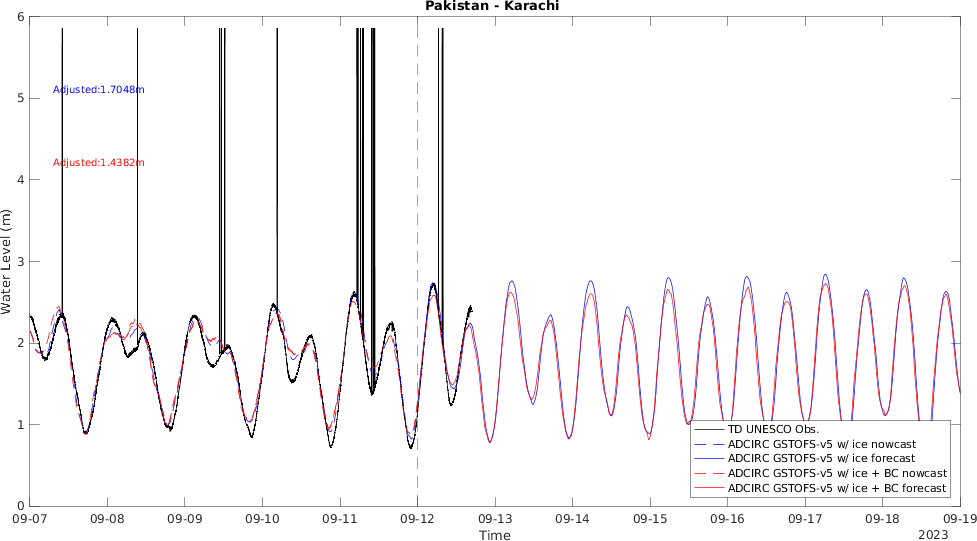 Pakistan - Karachi
6
5
4
3
2
1
0
Water Level (m)
Adjusted:1.7048m
Adjusted:1.4382m
TD UNESCO Obs.
ADCIRC GSTOFS-v5 w/ ice nowcast
ADCIRC GSTOFS-v5 w/ ice forecast
ADCIRC GSTOFS-v5 w/ ice + BC nowcast
ADCIRC GSTOFS-v5 w/ ice + BC forecast
09-07 09-08 09-09 09-10 09-11 09-12 09-13 09-14 09-15 09-16 09-17 09-18 09-19
Time
2023